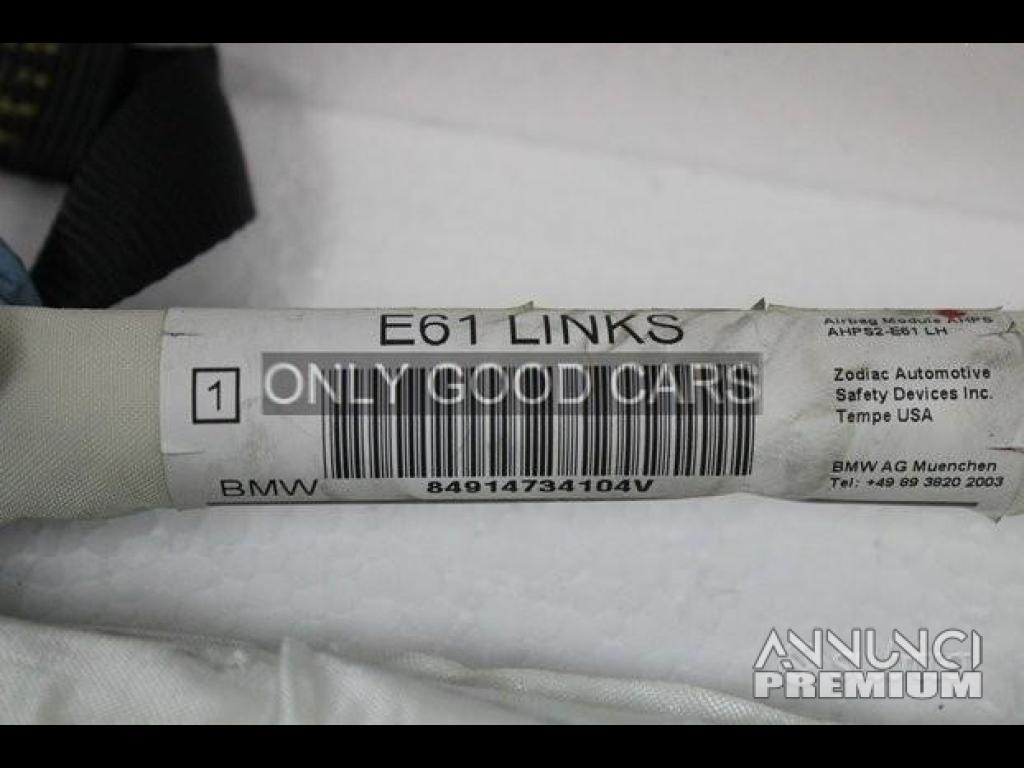 E61 LINKS
1
ONLY GOOD CARS
BMW
84914734104V
Airbag Module AHPS
AHPS2-E61 LH
Zodiac Automotive
Safety Devices Inc.
Tempe USA
BMW AG Muenchen
Tel: +49 89 3820 2003
ANNUNCI
PREMIUM